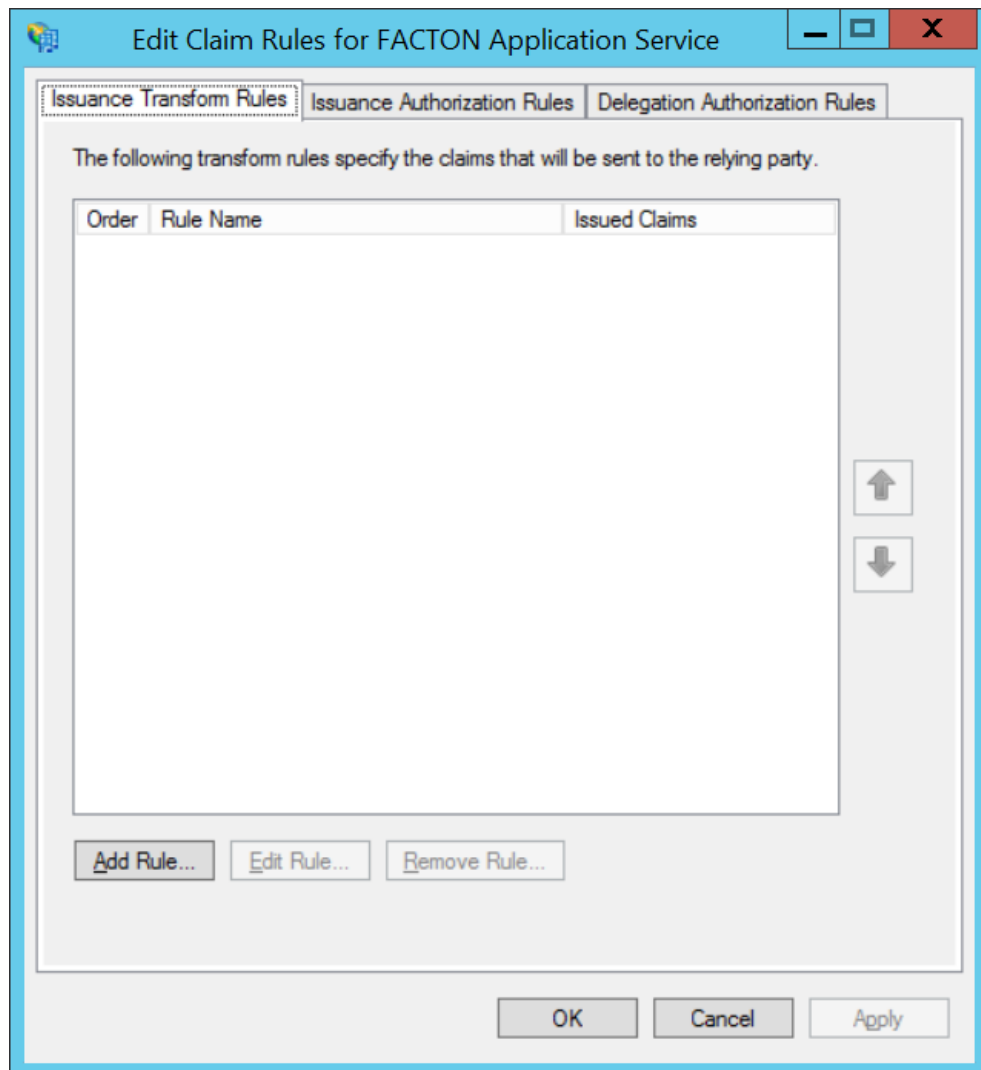 Edit Claim Rules for FACTON Application Service
Issuance Transform Rules Issuance Authorization Rules Delegation Authorization Rules
The following transform rules specify the claims that will be sent to the relying party.
Order Rule Name Issued Claims
Add Rule... Edit Rule... Remove Rule...
OK Cancel Apply